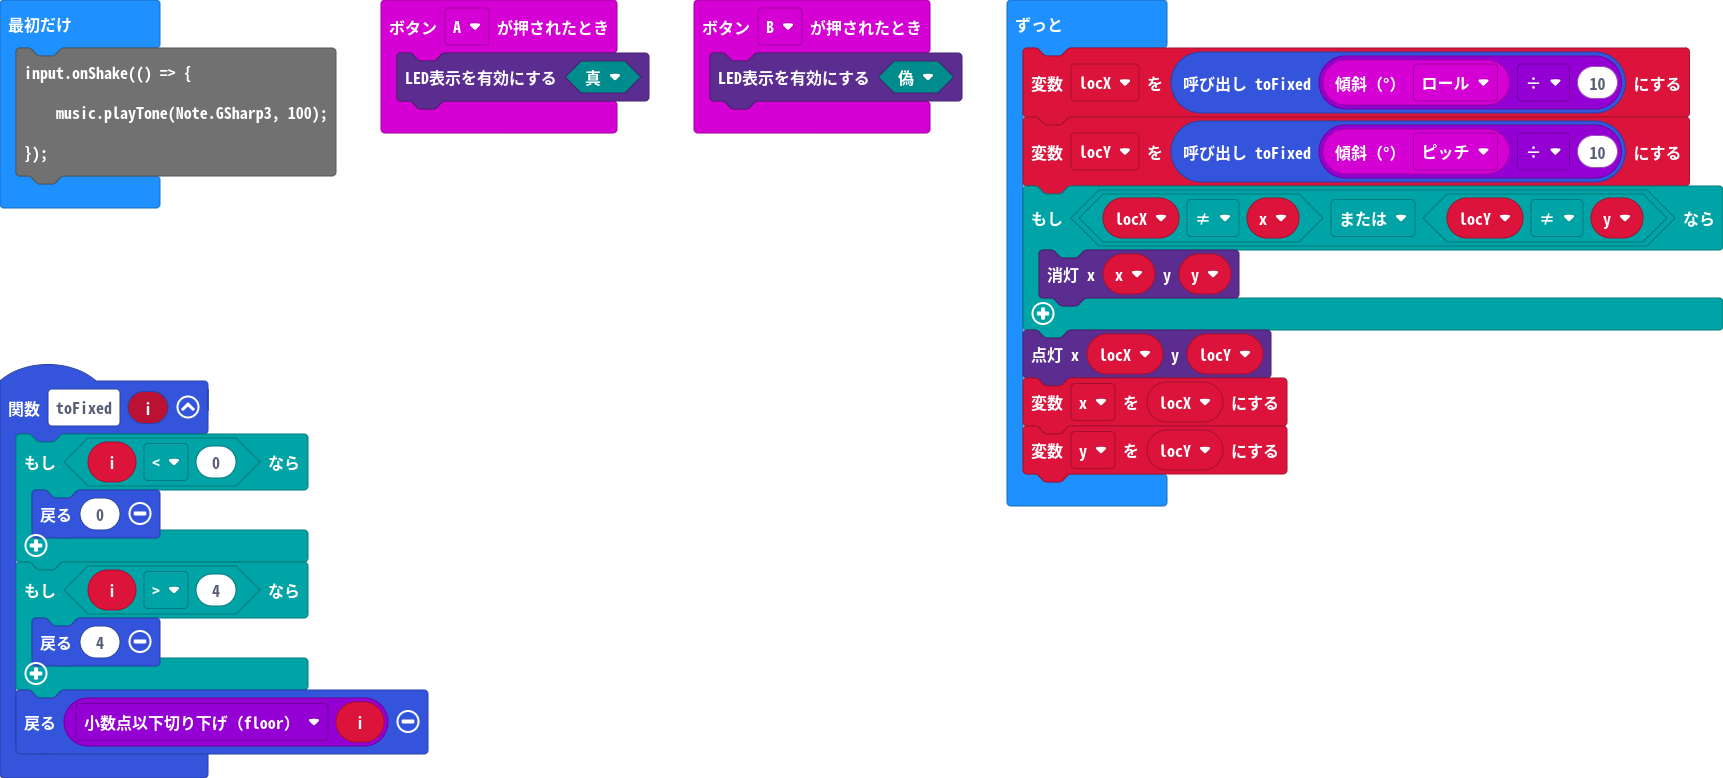 最初だけ
input.onShake(() => {
music.playTone(Note.GSharp3, 100);
});
ボタン A が押されたとき
LED表示を有効にする 真
ボタン B が押されたとき
LED表示を有効にする 偽
ずっと
変数 locX を 呼び出し toFixed 傾斜（°） ロール ÷ 10 にする
変数 locY を 呼び出し toFixed 傾斜（°） ピッチ ÷ 10 にする
もし locX ≠ x または locY ≠ y なら
消灯 x x y y
点灯 x locX y locY
変数 x を locX にする
変数 y を locY にする
関数 toFixed i
もし i < 0 なら
戻る 0
もし i > 4 なら
戻る 4
戻る 小数点以下切り下げ（floor） i